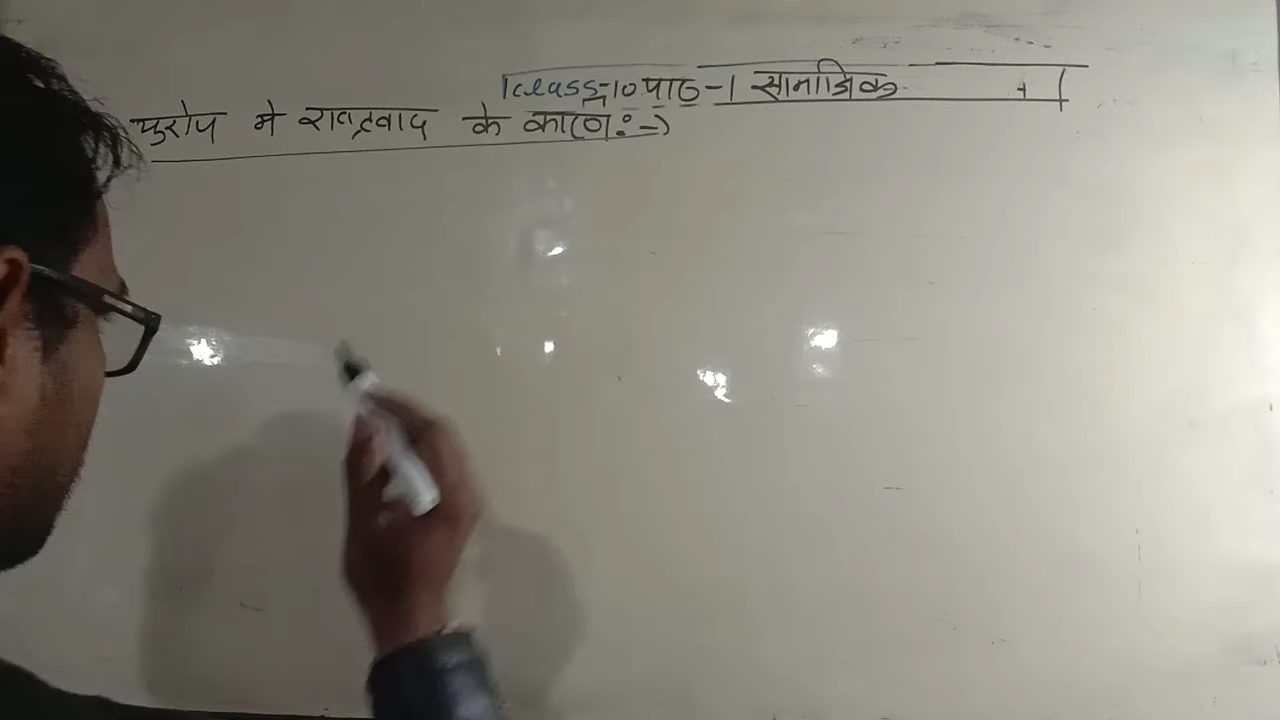 class-10 पाठ-1 सामाजिक
युरोप मे राष्ट्रवाद के कारण :-